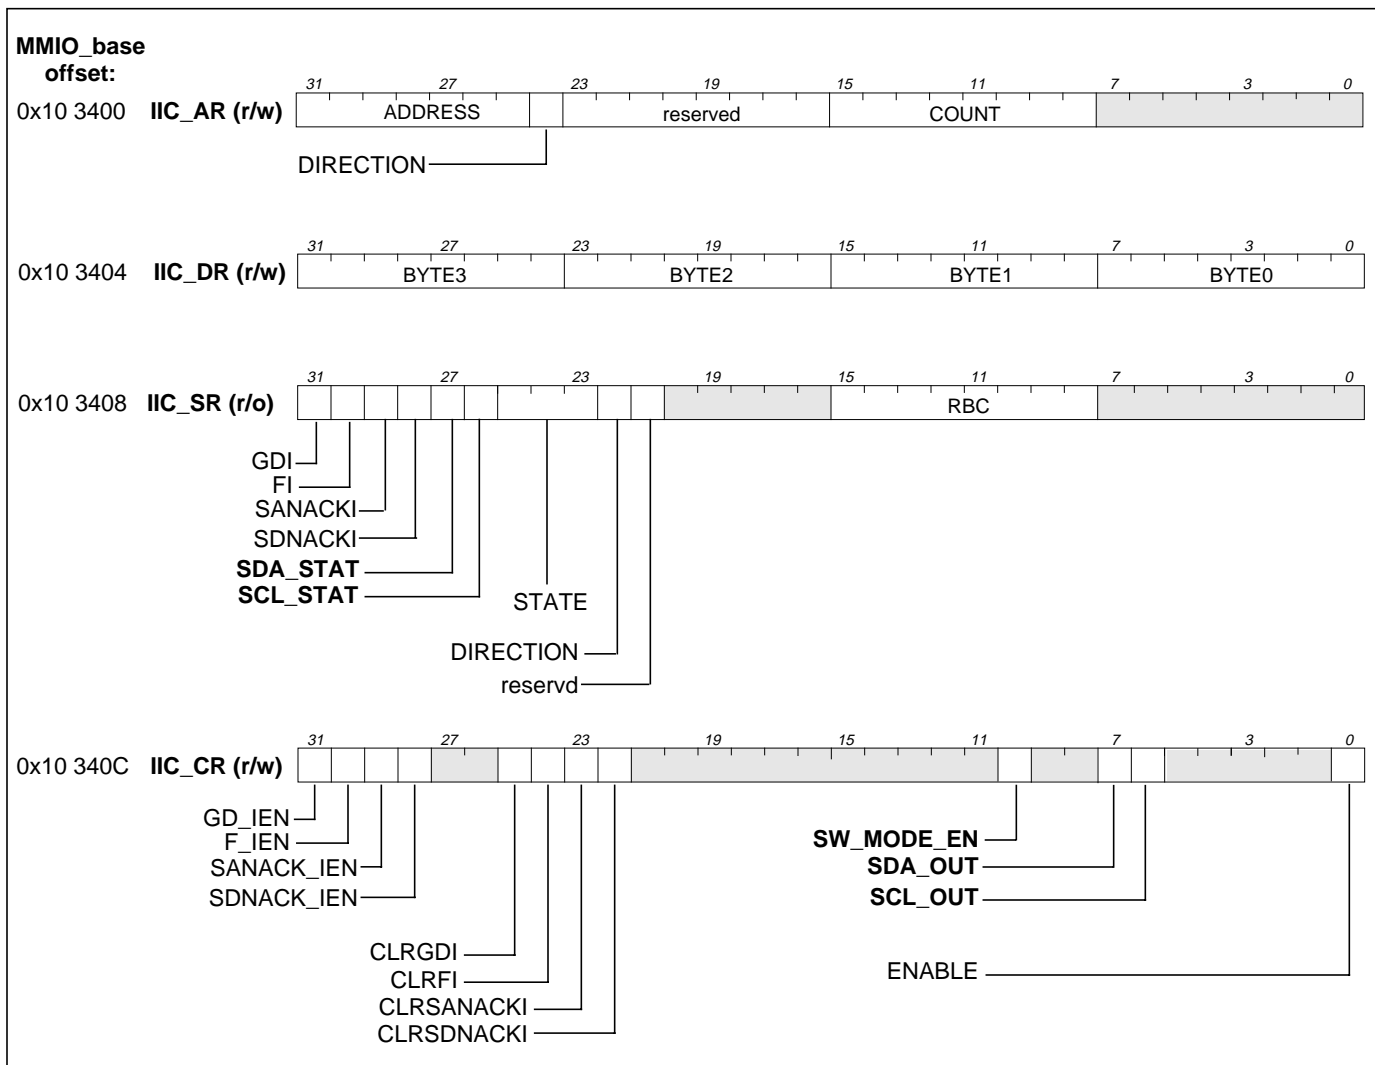 MMIO_base
offset:
31 27 23 19 15 11 7 3 0
0x10 3400 IIC_AR (r/w) ADDRESS reserved COUNT
DIRECTION
31 27 23 19 15 11 7 3 0
0x10 3404 IIC_DR (r/w) BYTE3 BYTE2 BYTE1 BYTE0
31 27 23 19 15 11 7 3 0
0x10 3408 IIC_SR (r/o) RBC
GDI
FI
SANACKI
SDNACKI
SDA_STAT
SCL_STAT STATE
DIRECTION
reservd
31 27 23 19 15 11 7 3 0
0x10 340C IIC_CR (r/w)
GD_IEN
F_IEN SW_MODE_EN
SANACK_IEN SDA_OUT
SDNACK_IEN SCL_OUT
CLRGDI
CLRFI ENABLE
CLRSANACKI
CLRSDNACKI